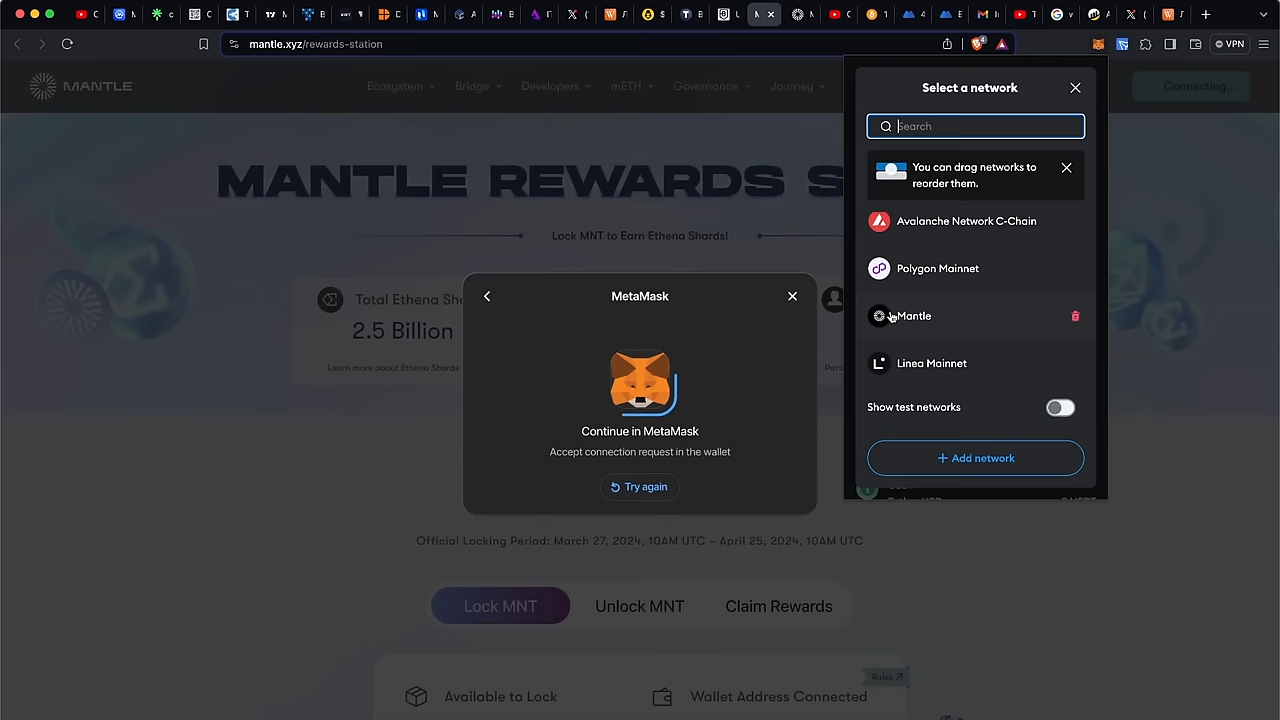 mantle.xyz/rewards-station
4
VPN
MANTLE
Ecosystem
Bridge
Developers
mETH
Governance
Journey
Connecting...
MANTLE REWARDS S
Lock MNT to Earn Ethena Shards!
Total Ethena Sh
2.5 Billion
Learn more about Ethena Shards
Parti
MetaMask
Continue in MetaMask
Accept connection request in the wallet
Try again
Select a network
Search
You can drag networks to
reorder them.
Avalanche Network C-Chain
Polygon Mainnet
Mantle
Linea Mainnet
Show test networks
+ Add network
Official Locking Period: March 27, 2024, 10AM UTC - April 25, 2024, 10AM UTC
Lock MNT
Unlock MNT
Claim Rewards
Rules
Available to Lock
Wallet Address Connected